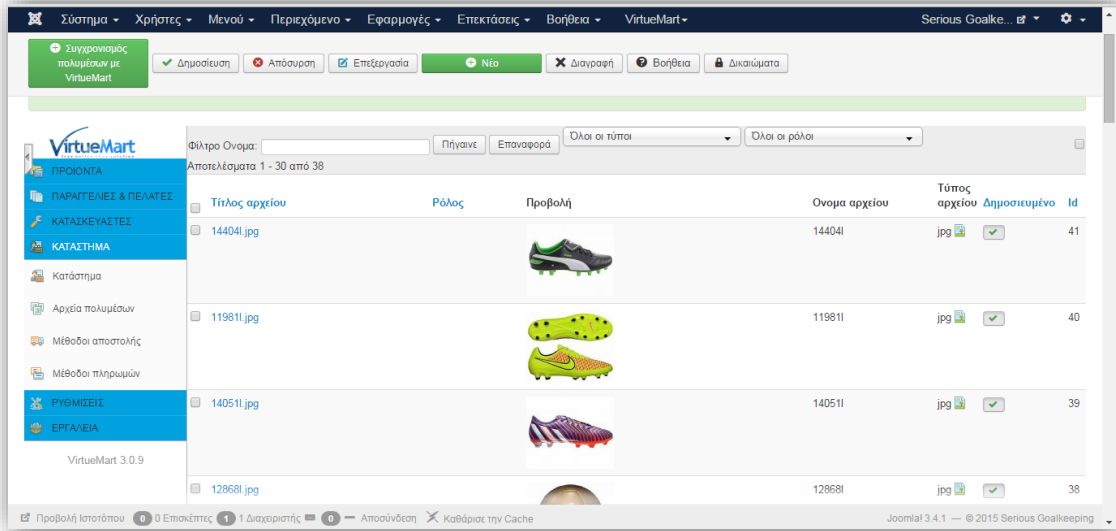 Σύστημα Χρήστες Μενού Περιεχόμενο Εφαρμογές Επεκτάσεις Βοήθεια VirtueMart Serious Goalke...
Συγχρονισμός
πολυμέσων με
VirtueMart
Δημοσίευση Απόσυρση Επεξεργασία Νέο Διαγραφή Βοήθεια Δικαιώματα
VirtueMart
Φίλτρο Ονομα: Πήγαινε Επαναφορά Όλοι οι τύποι Όλοι οι ρόλοι
Αποτελέσματα 1 - 30 από 38
ΠΡΟΙΟΝΤΑ
ΠΑΡΑΓΓΕΛΙΕΣ & ΠΕΛΑΤΕΣ
ΚΑΤΑΣΚΕΥΑΣΤΕΣ
ΚΑΤΑΣΤΗΜΑ
Κατάστημα
Αρχεία πολυμέσων
Μέθοδοι αποστολής
Μέθοδοι πληρωμών
ΡΥΘΜΙΣΕΙΣ
ΕΡΓΑΛΕΙΑ
VirtueMart 3.0.9
Τίτλος αρχείου Ρόλος Προβολή Ονομα αρχείου Τύπος αρχείου Δημοσιευμένο Id
14404l.jpg 14404l jpg 41
11981l.jpg 11981l jpg 40
14051l.jpg 14051l jpg 39
12868l.jpg 12868l jpg 38
Προβολή Ιστοτόπου 0 0 Επισκέπτες 1 1 Διαχειριστής 0 Αποσύνδεση Καθάρισε την Cache Joomla! 3.4.1 — © 2015 Serious Goalkeeping